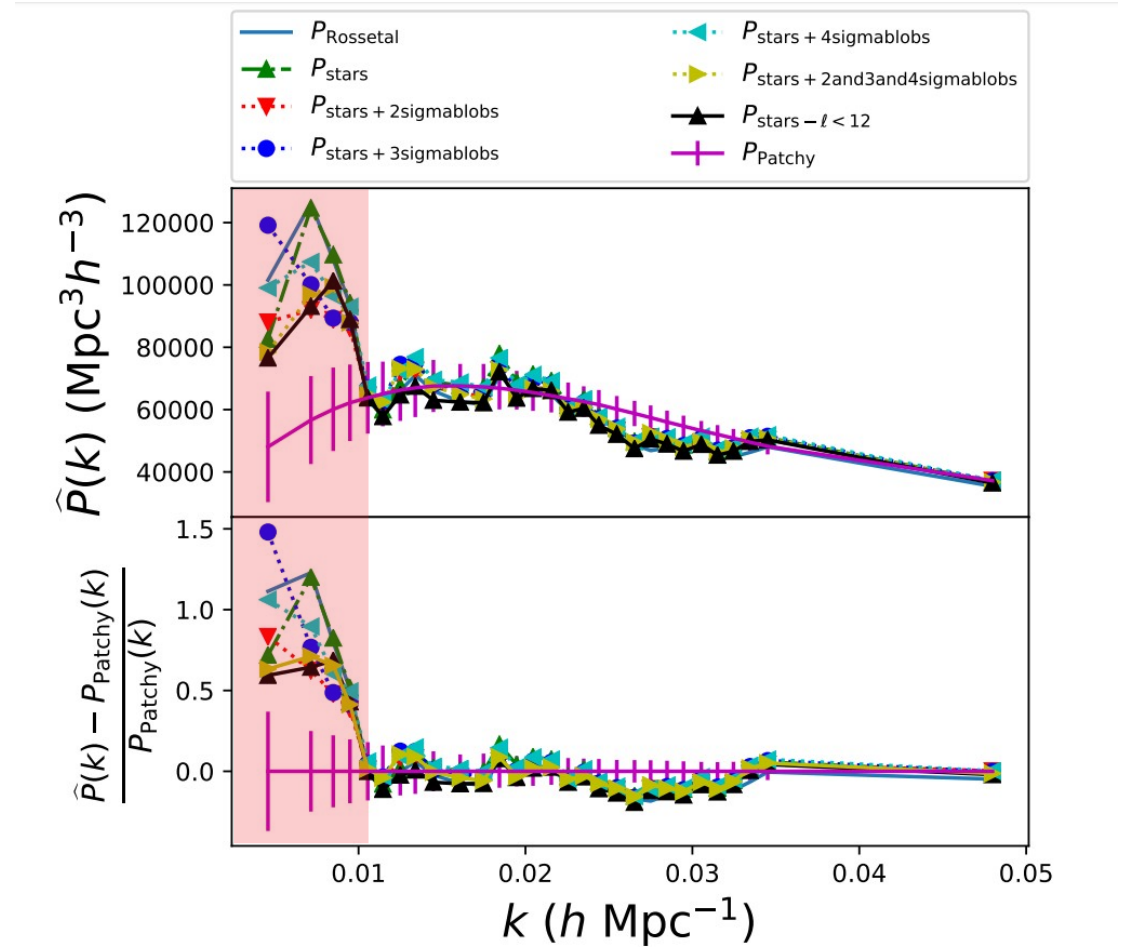 P_Rossetal
P_stars
P_stars+2sigmablobs
P_stars+3sigmablobs
P_stars+4sigmablobs
P_stars+2and3and4sigmablobs
P_stars−ℓ<12
P_Patchy
P̂(k) (Mpc³h⁻³)
120000
100000
80000
60000
40000
P̂(k) − P_Patchy(k)
P_Patchy(k)
1.5
1.0
0.5
0.0
0.01 0.02 0.03 0.04 0.05
k (h Mpc⁻¹)